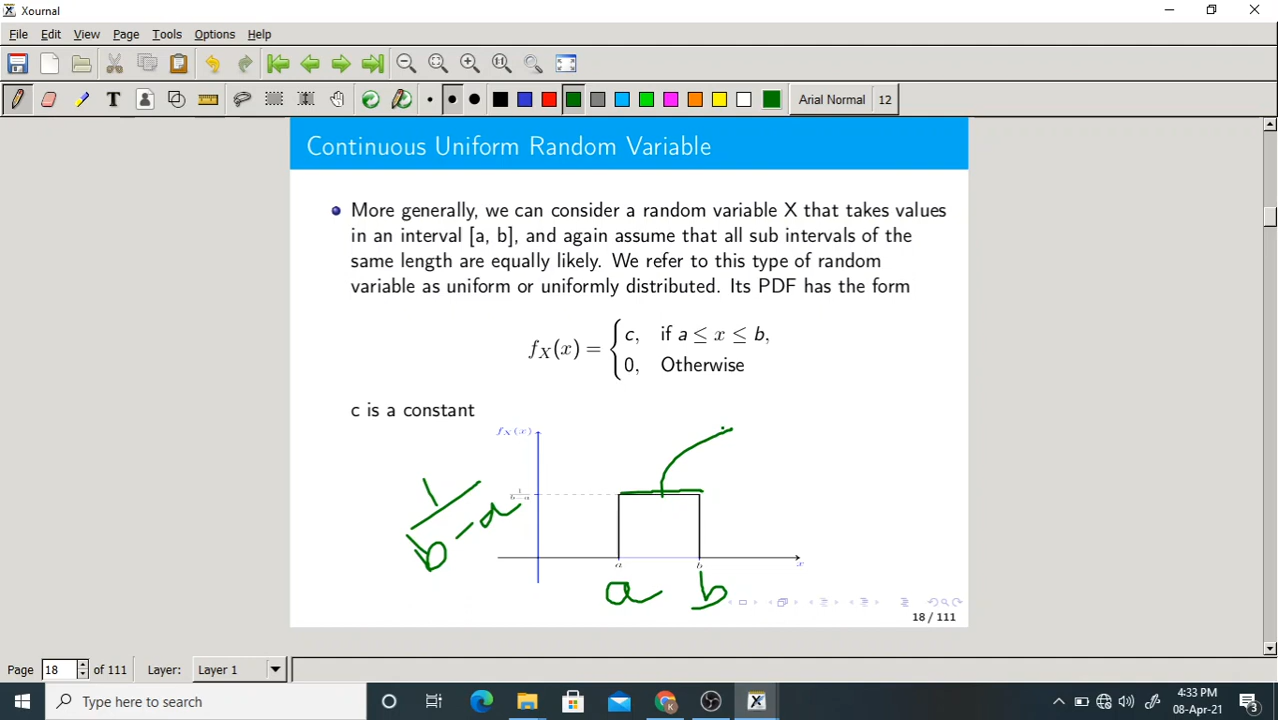 Xournal
File Edit View Page Tools Options Help
Arial Normal 12
Continuous Uniform Random Variable
More generally, we can consider a random variable X that takes values
in an interval [a, b], and again assume that all sub intervals of the
same length are equally likely. We refer to this type of random
variable as uniform or uniformly distributed. Its PDF has the form
f_X(x) = { c, if a ≤ x ≤ b,
0, Otherwise
c is a constant
f_X(x)
1/(b−a)
1/(b−a)
a b x
a b
18 / 111
Page 18 of 111 Layer: Layer 1
Type here to search
4:33 PM
08-Apr-21
3